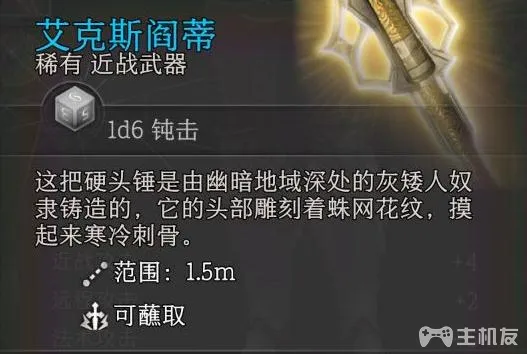 艾克斯阎蒂
稀有 近战武器
1d6 钝击
这把硬头锤是由幽暗地域深处的灰矮人奴
隶铸造的，它的头部雕刻着蛛网花纹，摸
起来寒冷刺骨。
范围：1.5m
+4
可蘸取
+2
主机友